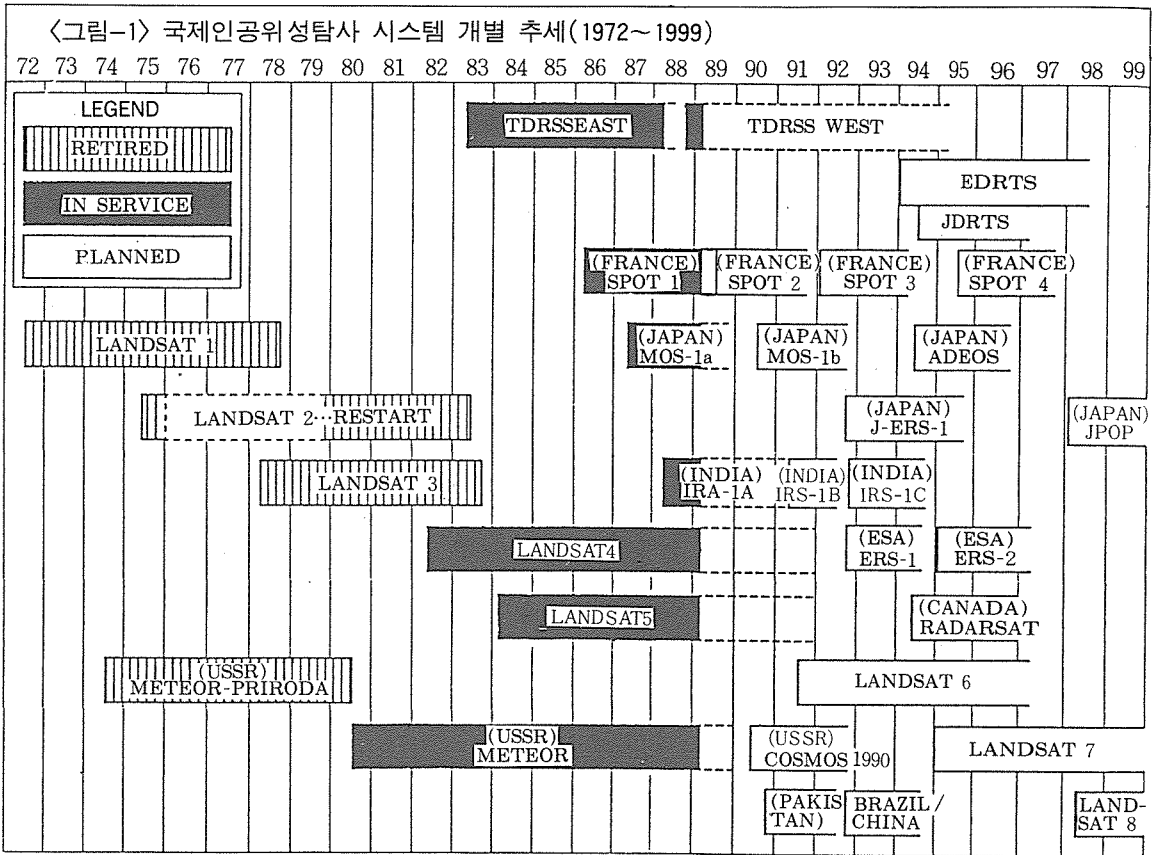 〈그림-1〉 국제인공위성탐사 시스템 개별 추세(1972~1999)
72 73 74 75 76 77 78 79 80 81 82 83 84 85 86 87 88 89 90 91 92 93 94 95 96 97 98 99
LEGEND
RETIRED
IN SERVICE
PLANNED
TDRSSEAST
TDRSS WEST
EDRTS
JDRTS
(FRANCE)
SPOT 1
(FRANCE)
SPOT 2
(FRANCE)
SPOT 3
(FRANCE)
SPOT 4
LANDSAT 1
(JAPAN)
MOS-1a
(JAPAN)
MOS-1b
(JAPAN)
ADEOS
LANDSAT 2…RESTART
(JAPAN)
J-ERS-1
(JAPAN)
JPOP
LANDSAT 3
(INDIA)
IRA-1A
(INDIA)
IRS-1B
(INDIA)
IRS-1C
LANDSAT4
(ESA)
ERS-1
(ESA)
ERS-2
LANDSAT5
(CANADA)
RADARSAT
(USSR)
METEOR-PRIRODA
LANDSAT 6
(USSR)
METEOR
(USSR)
COSMOS 1990
LANDSAT 7
(PAKIS
TAN)
BRAZIL/
CHINA
LAND-
SAT 8